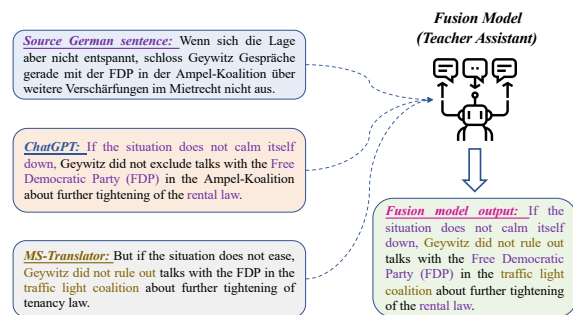 Source German sentence: Wenn sich die Lage
aber nicht entspannt, schloss Geywitz Gespräche
gerade mit der FDP in der Ampel-Koalition über
weitere Verschärfungen im Mietrecht nicht aus.
ChatGPT: If the situation does not calm itself
down, Geywitz did not exclude talks with the Free
Democratic Party (FDP) in the Ampel-Koalition
about further tightening of the rental law.
MS-Translator: But if the situation does not ease,
Geywitz did not rule out talks with the FDP in the
traffic light coalition about further tightening of
tenancy law.
Fusion Model
(Teacher Assistant)
Fusion model output: If
the situation does not calm itself
down, Geywitz did not rule out
talks with the Free Democratic
Party (FDP) in the traffic light
coalition about further tightening
of the rental law.